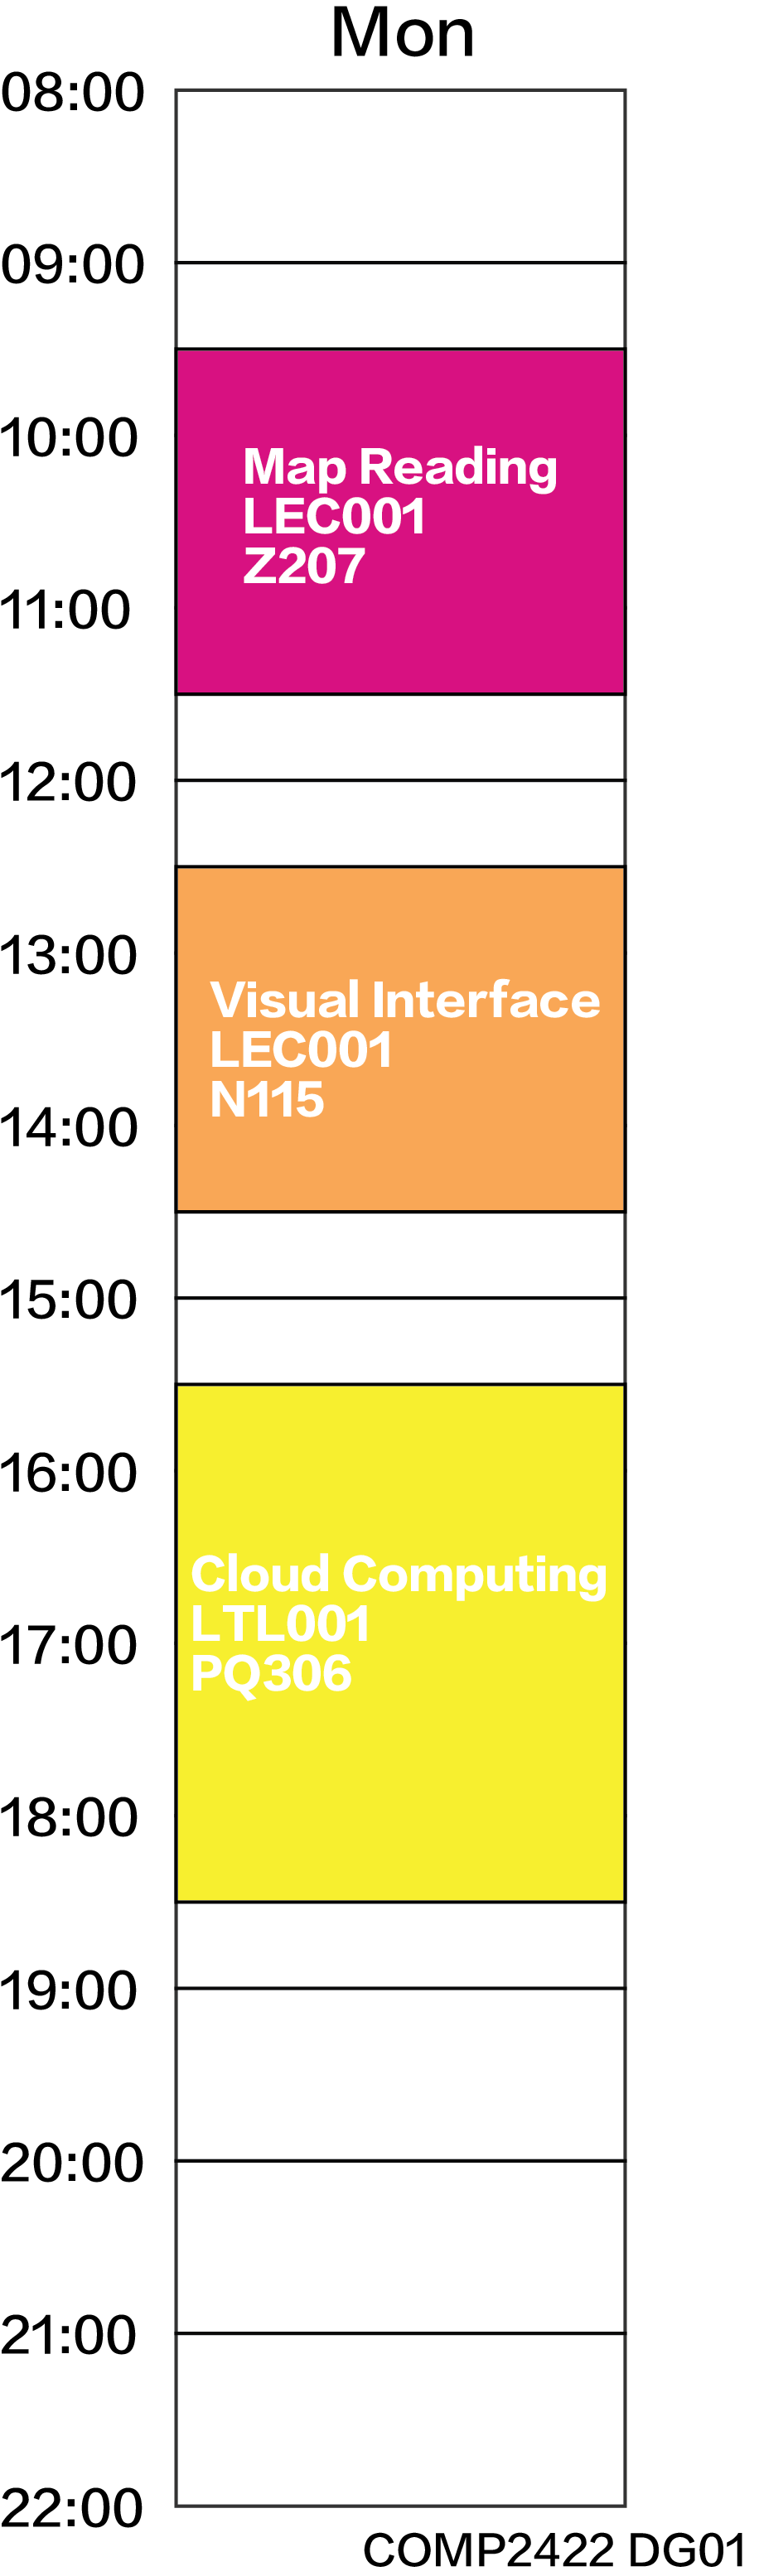 Mon
08:00
09:00
10:00
Map Reading
LEC001
Z207
11:00
12:00
13:00
Visual Interface
LEC001
N115
14:00
15:00
16:00
Cloud Computing
LTL001
17:00
PQ306
18:00
19:00
20:00
21:00
22:00
COMP2422 DG01